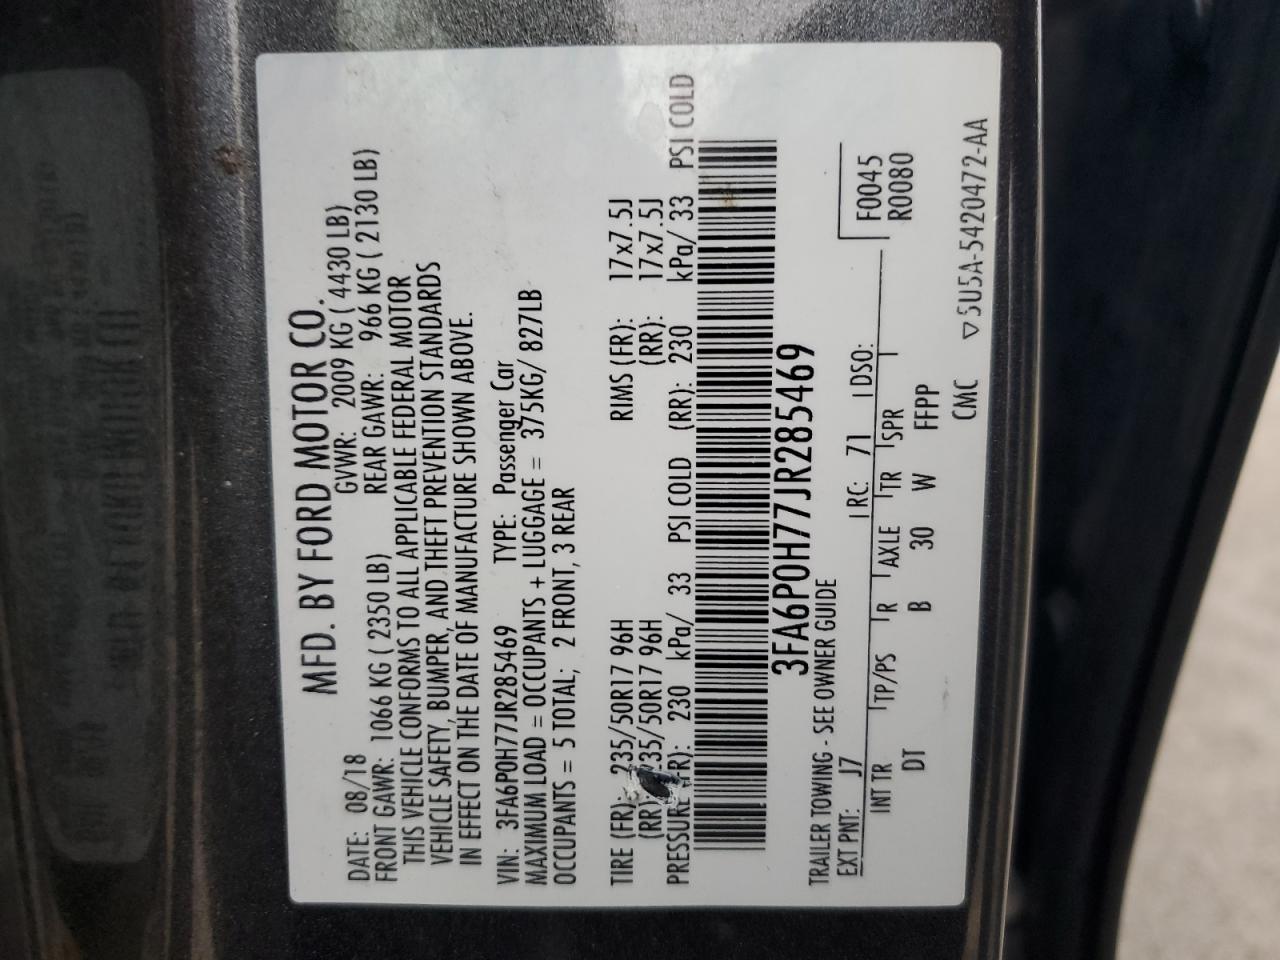 MFD. BY FORD MOTOR CO.
DATE: 08/18 GVWR: 2009 KG ( 4430 LB)
FRONT GAWR: 1066 KG ( 2350 LB) REAR GAWR: 966 KG ( 2130 LB)
THIS VEHICLE CONFORMS TO ALL APPLICABLE FEDERAL MOTOR
VEHICLE SAFETY, BUMPER, AND THEFT PREVENTION STANDARDS
IN EFFECT ON THE DATE OF MANUFACTURE SHOWN ABOVE.
VIN: 3FA6P0H77JR285469 TYPE: Passenger Car
MAXIMUM LOAD = OCCUPANTS + LUGGAGE = 375KG/ 827LB
OCCUPANTS = 5 TOTAL; 2 FRONT, 3 REAR
TIRE (FR): 235/50R17 96H RIMS (FR): 17x7.5J
(RR): 235/50R17 96H (RR): 17x7.5J
PRESSURE (FR): 230 kPa/ 33 PSI COLD (RR): 230 kPa/ 33 PSI COLD
3FA6P0H77JR285469
TRAILER TOWING - SEE OWNER GUIDE
EXT PNT: J7 RC: 71 DSO:
F0045
R0080
INT TR TP/PS R AXLE TR SPR
DT B 30 W FFPP
CMC ▽5U5A-5420472-AA